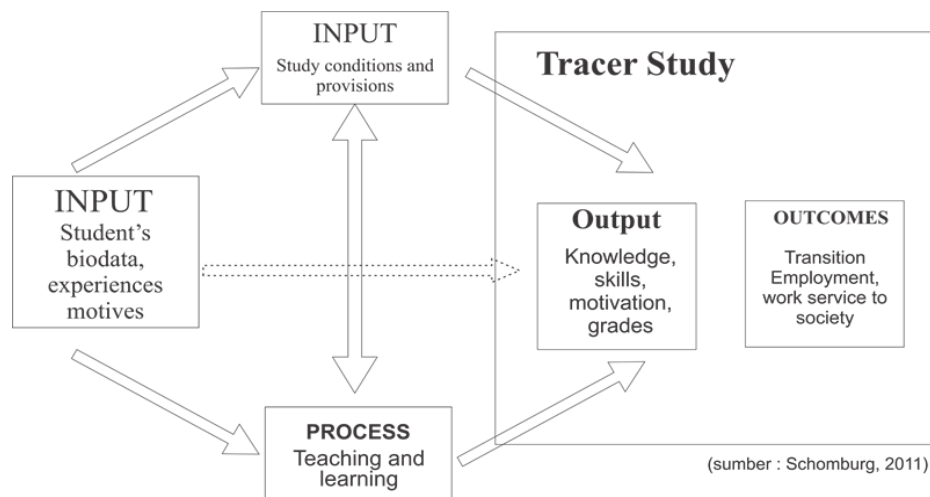 INPUT
Study conditions and
provisions
Tracer Study
INPUT
Student's
biodata,
experiences
motives
Output
Knowledge,
skills,
motivation,
grades
OUTCOMES
Transition
Employment,
work service to
society
PROCESS
Teaching and
learning
(sumber : Schomburg, 2011)